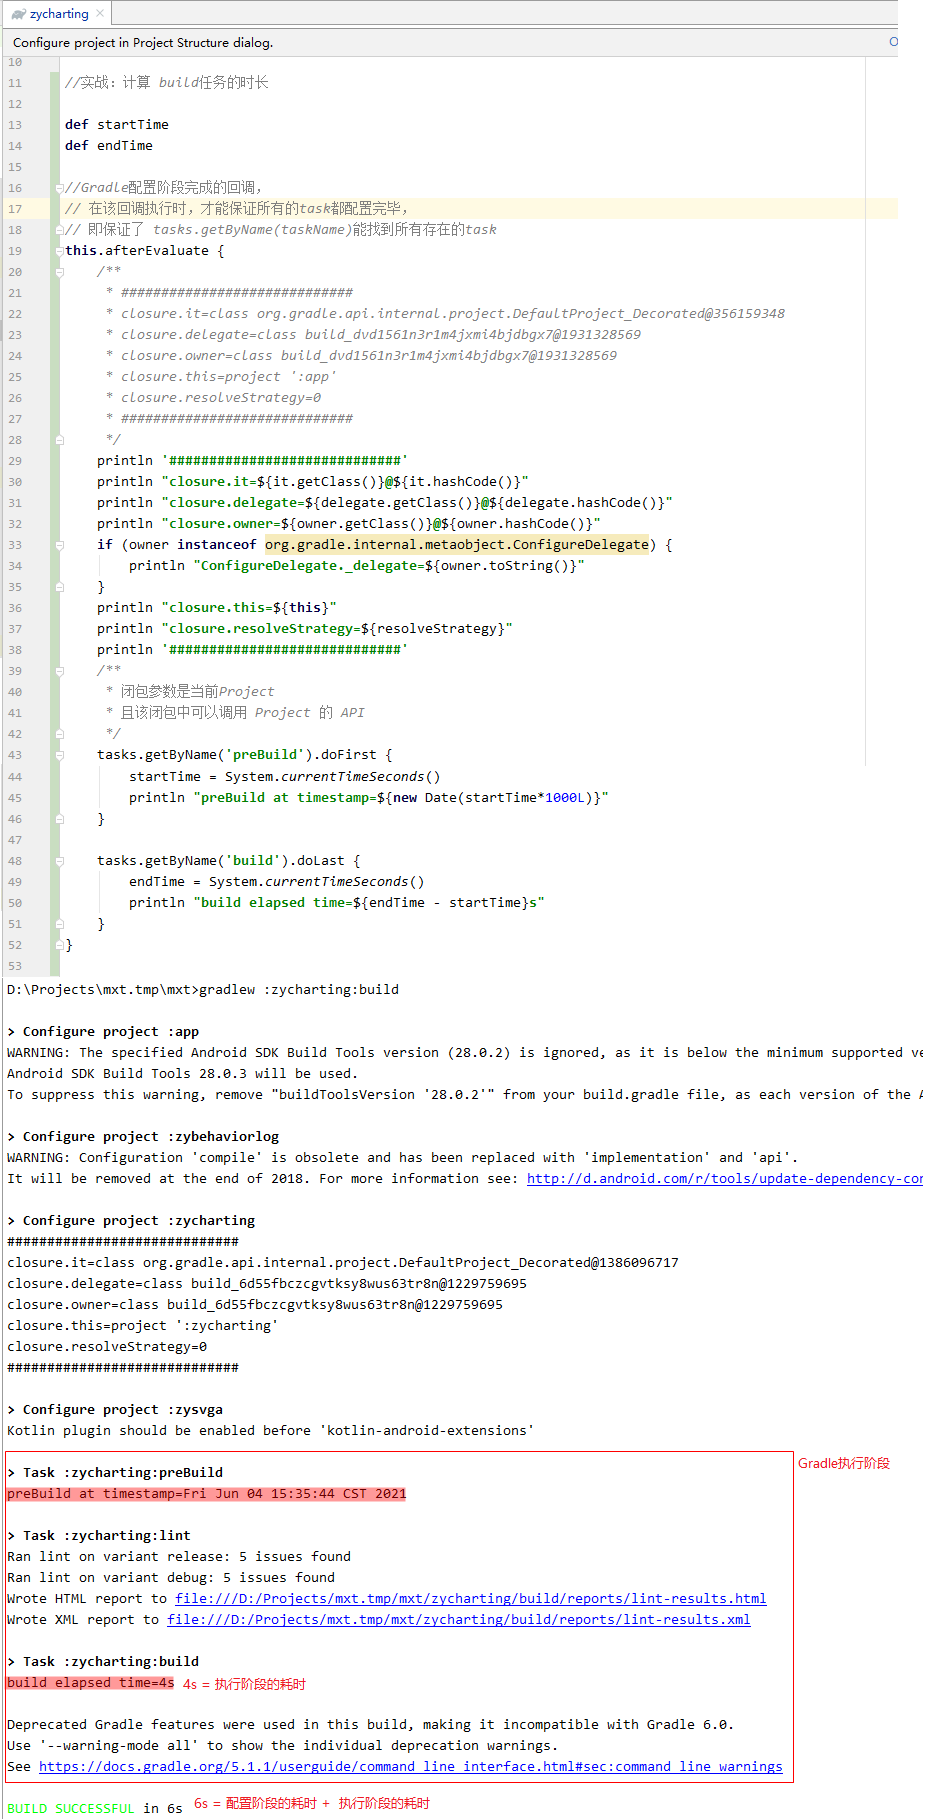 zycharting
Configure project in Project Structure dialog.
10
11 //实战：计算 build任务的时长
12
13 def startTime
14 def endTime
15
16 //Gradle配置阶段完成的回调，
17 // 在该回调执行时，才能保证所有的task都配置完毕，
18 // 即保证了 tasks.getByName(taskName)能找到所有存在的task
19 this.afterEvaluate {
20 /**
21 * #############################
22 * closure.it=class org.gradle.api.internal.project.DefaultProject_Decorated@356159348
23 * closure.delegate=class build_dvd1561n3r1m4jxmi4bjdbgx7@1931328569
24 * closure.owner=class build_dvd1561n3r1m4jxmi4bjdbgx7@1931328569
25 * closure.this=project ':app'
26 * closure.resolveStrategy=0
27 * #############################
28 */
29 println '#############################'
30 println "closure.it=${it.getClass()}@${it.hashCode()}"
31 println "closure.delegate=${delegate.getClass()}@${delegate.hashCode()}"
32 println "closure.owner=${owner.getClass()}@${owner.hashCode()}"
33 if (owner instanceof org.gradle.internal.metaobject.ConfigureDelegate) {
34 println "ConfigureDelegate._delegate=${owner.toString()}"
35 }
36 println "closure.this=${this}"
37 println "closure.resolveStrategy=${resolveStrategy}"
38 println '#############################'
39 /**
40 * 闭包参数是当前Project
41 * 且该闭包中可以调用 Project 的 API
42 */
43 tasks.getByName('preBuild').doFirst {
44 startTime = System.currentTimeSeconds()
45 println "preBuild at timestamp=${new Date(startTime*1000L)}"
46 }
47
48 tasks.getByName('build').doLast {
49 endTime = System.currentTimeSeconds()
50 println "build elapsed time=${endTime - startTime}s"
51 }
52 }
53
D:\Projects\mxt.tmp\mxt>gradlew :zycharting:build
> Configure project :app
WARNING: The specified Android SDK Build Tools version (28.0.2) is ignored, as it is below the minimum supported ve
Android SDK Build Tools 28.0.3 will be used.
To suppress this warning, remove "buildToolsVersion '28.0.2'" from your build.gradle file, as each version of the A
> Configure project :zybehaviorlog
WARNING: Configuration 'compile' is obsolete and has been replaced with 'implementation' and 'api'.
It will be removed at the end of 2018. For more information see: http://d.android.com/r/tools/update-dependency-con
> Configure project :zycharting
#############################
closure.it=class org.gradle.api.internal.project.DefaultProject_Decorated@1386096717
closure.delegate=class build_6d55fbczcgvtksy8wus63tr8n@1229759695
closure.owner=class build_6d55fbczcgvtksy8wus63tr8n@1229759695
closure.this=project ':zycharting'
closure.resolveStrategy=0
#############################
> Configure project :zysvga
Kotlin plugin should be enabled before 'kotlin-android-extensions'
Gradle执行阶段
> Task :zycharting:preBuild
preBuild at timestamp=Fri Jun 04 15:35:44 CST 2021
> Task :zycharting:lint
Ran lint on variant release: 5 issues found
Ran lint on variant debug: 5 issues found
Wrote HTML report to file:///D:/Projects/mxt.tmp/mxt/zycharting/build/reports/lint-results.html
Wrote XML report to file:///D:/Projects/mxt.tmp/mxt/zycharting/build/reports/lint-results.xml
> Task :zycharting:build
build elapsed time=4s 4s = 执行阶段的耗时
Deprecated Gradle features were used in this build, making it incompatible with Gradle 6.0.
Use '--warning-mode all' to show the individual deprecation warnings.
See https://docs.gradle.org/5.1.1/userguide/command_line_interface.html#sec:command_line_warnings
BUILD SUCCESSFUL in 6s 6s = 配置阶段的耗时 + 执行阶段的耗时